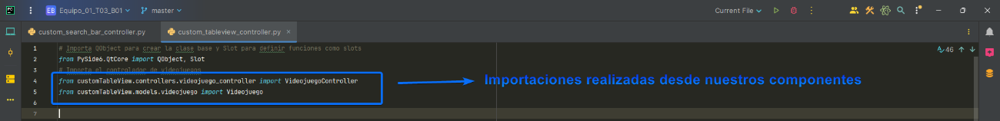 PC EB Equipo_01_T03_B01 master Current File
custom_search_bar_controller.py custom_tableview_controller.py
1 # Importa QObject para crear la clase base y Slot para definir funciones como slots
46
2 from PySide6.QtCore import QObject, Slot
3 # Importa el controlador de videojuegos
4 from customTableView.controllers.videojuego_controller import VideojuegoController
Importaciones realizadas desde nuestros componentes
5 from customTableView.models.videojuego import Videojuego
6
7